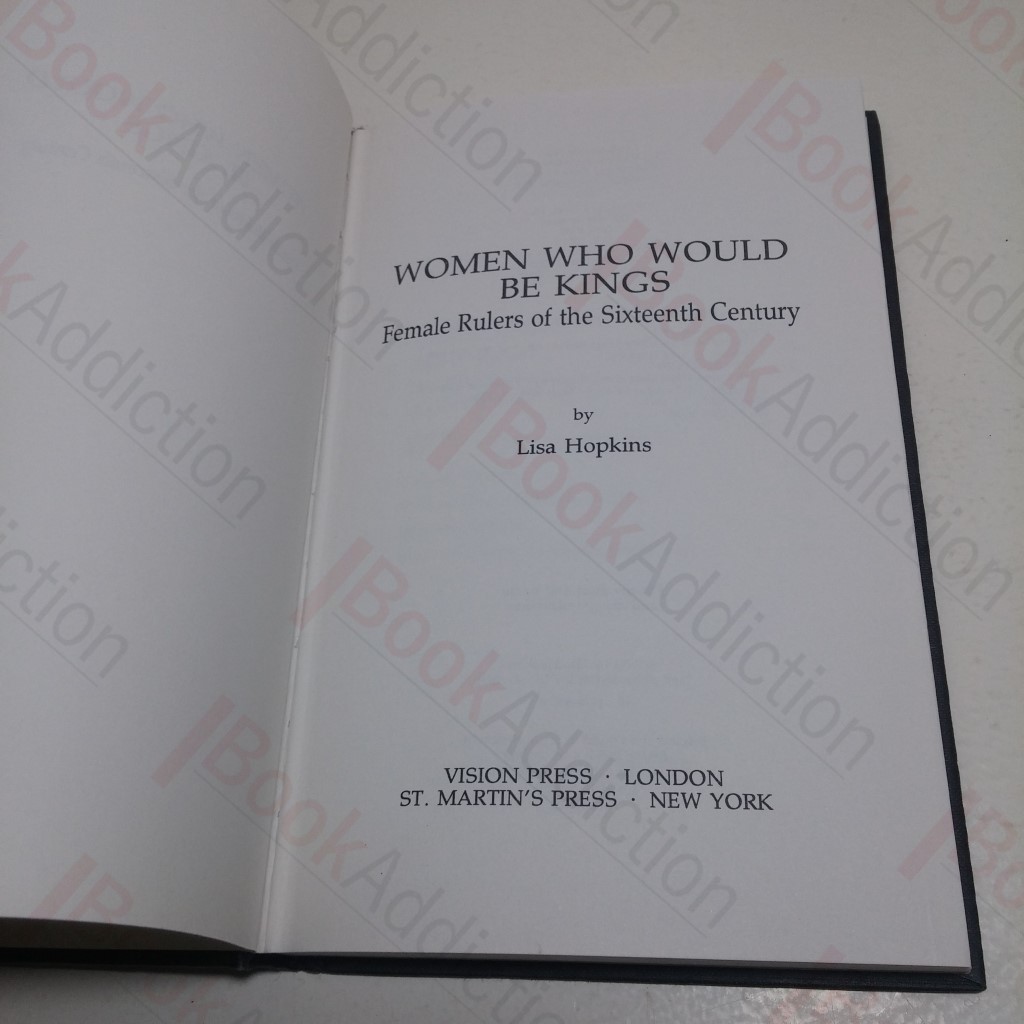 WOMEN WHO WOULD
BE KINGS
Female Rulers of the Sixteenth Century
by
Lisa Hopkins
VISION PRESS · LONDON
ST. MARTIN'S PRESS · NEW YORK
BookAddiction